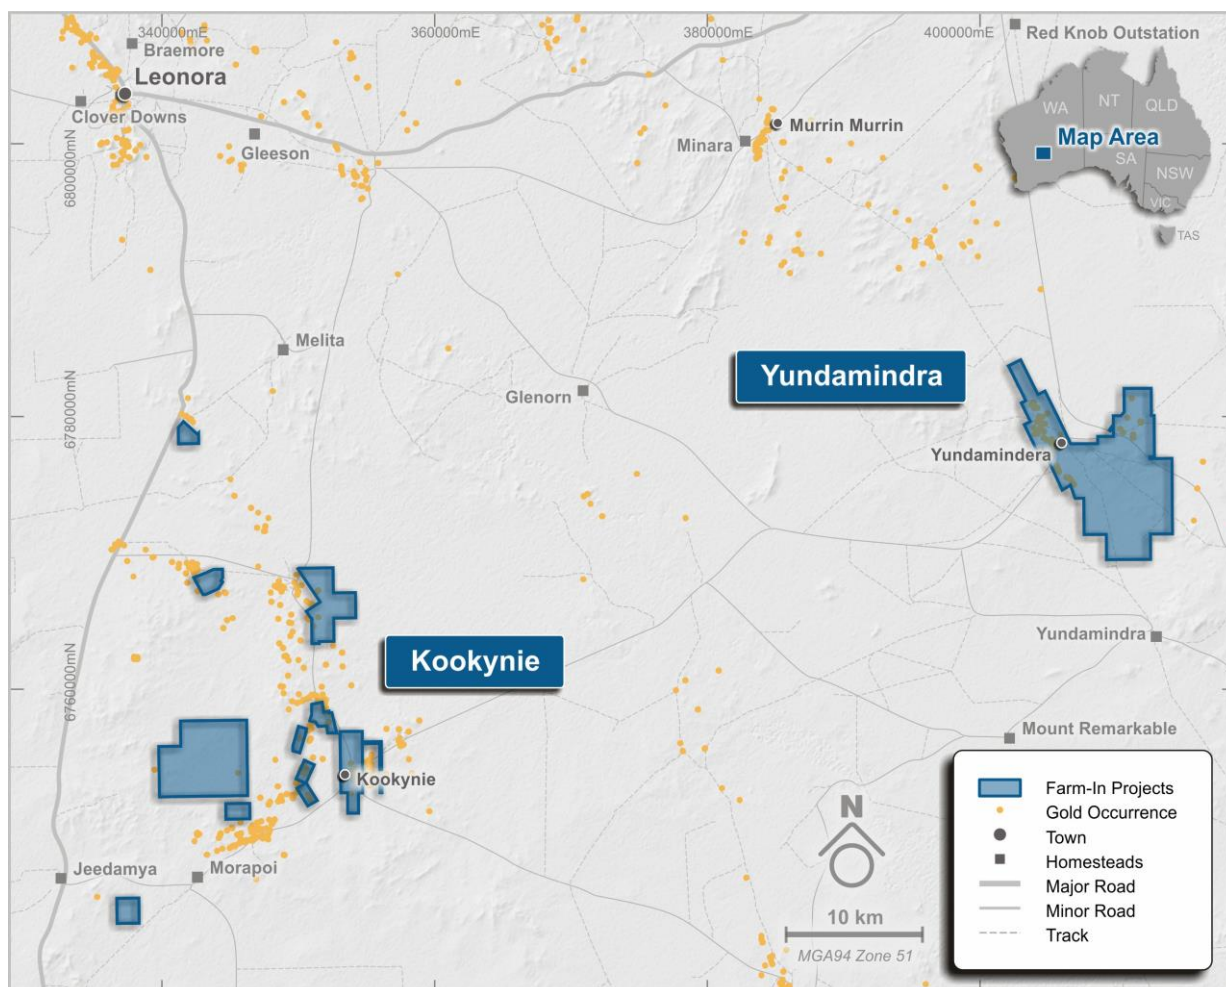 340000mE
360000mE
380000mE
400000mE
Red Knob Outstation
Braemore
Leonora
Clover Downs
Gleeson
Murrin Murrin
Minara
6800000mN
WA
NT
QLD
Map Area
SA
NSW
VIC
TAS
Melita
Glenorn
Yundamindra
6780000mN
Yundamindera
Kookynie
Yundamindra
6760000mN
Mount Remarkable
Kookynie
Jeedamya
Morapoi
N
10 km
MGA94 Zone 51
Farm-In Projects
Gold Occurrence
Town
Homesteads
Major Road
Minor Road
Track